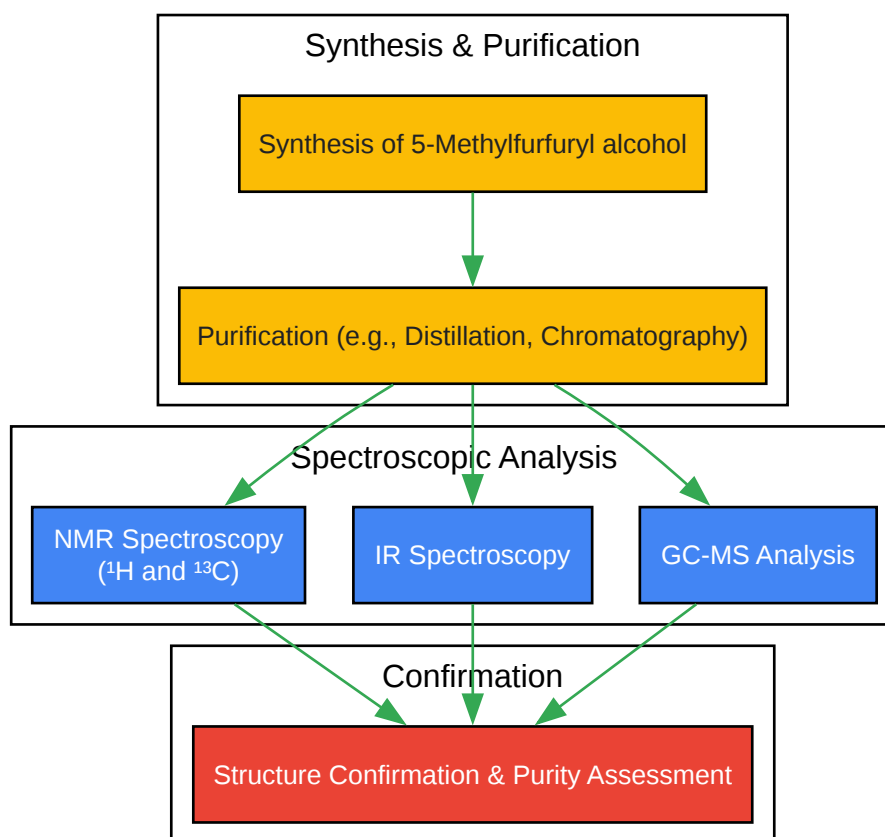 Synthesis & Purification
Synthesis of 5-Methylfurfuryl alcohol
Purification (e.g., Distillation, Chromatography)
Spectroscopic Analysis
NMR Spectroscopy
(¹H and ¹³C)
IR Spectroscopy
GC-MS Analysis
Confirmation
Structure Confirmation & Purity Assessment